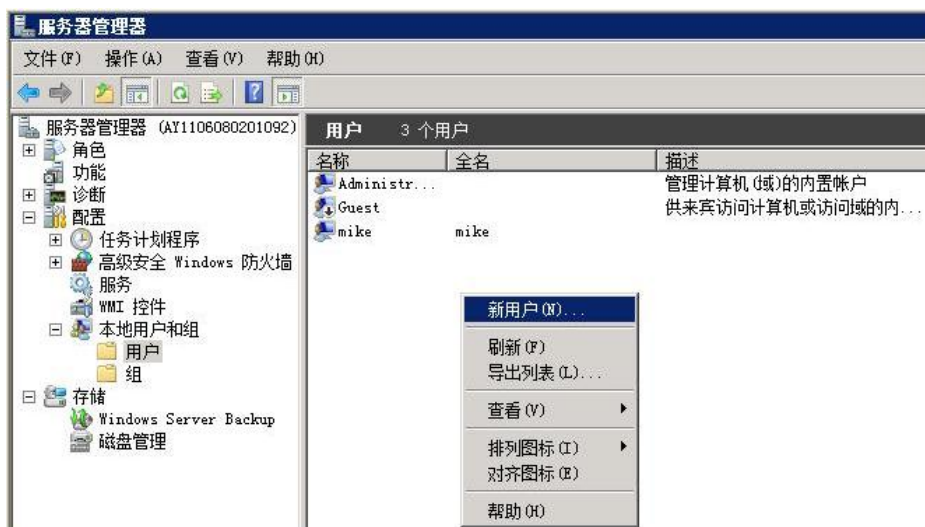 服务器管理器
文件(F) 操作(A) 查看(V) 帮助(H)
服务器管理器 (AY1106080201092)
角色
功能
诊断
配置
任务计划程序
高级安全 Windows 防火墙
服务
WMI 控件
本地用户和组
用户
组
存储
Windows Server Backup
磁盘管理
用户 3 个用户
名称 全名 描述
Administr... 管理计算机(域)的内置帐户
Guest 供来宾访问计算机或访问域的内...
mike mike
新用户(N)...
刷新(F)
导出列表(L)...
查看(V)
排列图标(I)
对齐图标(E)
帮助(H)